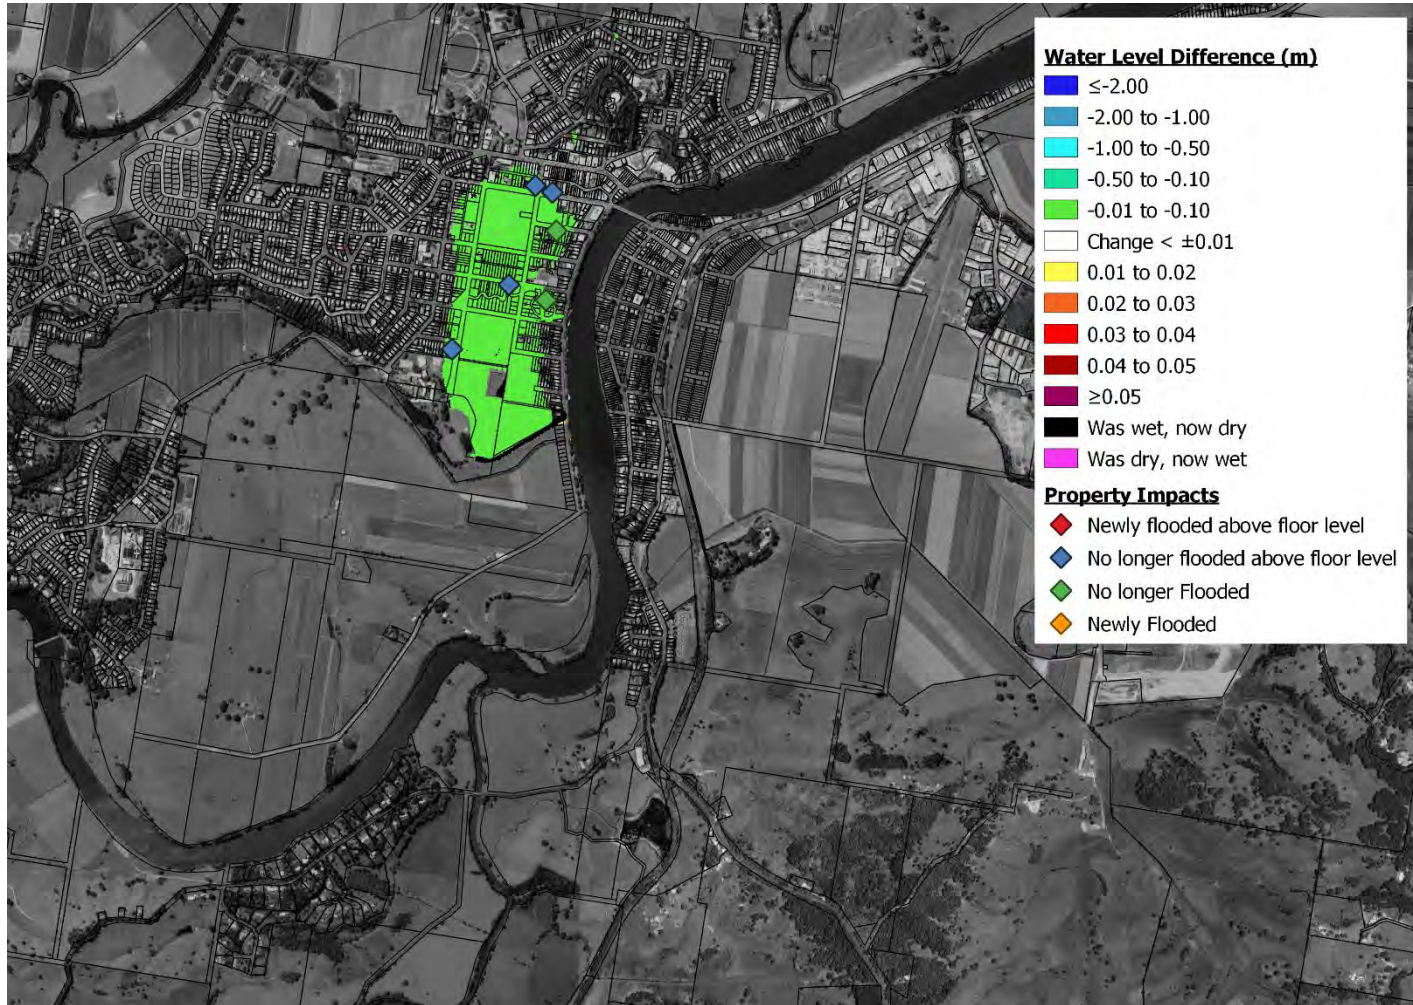 Water Level Difference (m)
≤-2.00
-2.00 to -1.00
-1.00 to -0.50
-0.50 to -0.10
-0.01 to -0.10
Change < ±0.01
0.01 to 0.02
0.02 to 0.03
0.03 to 0.04
0.04 to 0.05
≥0.05
Was wet, now dry
Was dry, now wet
Property Impacts
Newly flooded above floor level
No longer flooded above floor level
No longer Flooded
Newly Flooded